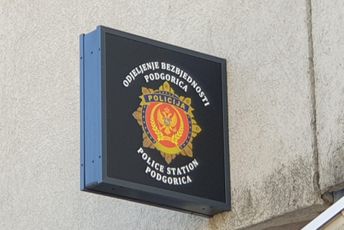 ODJELJENJE BEZBJEDNOSTI
PODGORICA
POLICIJA
POLICE STATION
PODGORICA